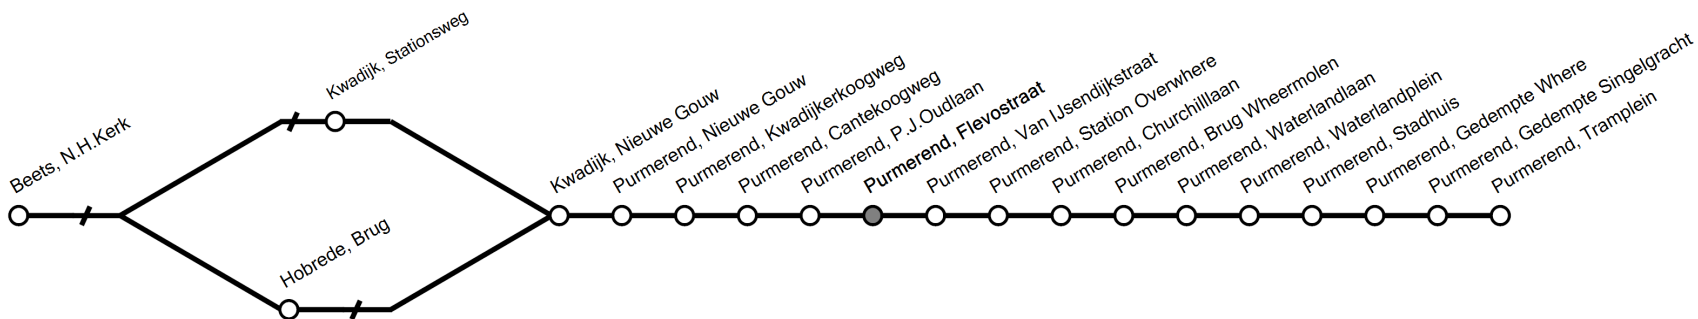 Beets, N.H.Kerk
Kwadijk, Stationsweg
Hobrede, Brug
Kwadijk, Nieuwe Gouw
Purmerend, Nieuwe Gouw
Purmerend, Kwadijkerkoogweg
Purmerend, Cantekoogweg
Purmerend, P.J.Oudlaan
Purmerend, Flevostraat
Purmerend, Van IJsendijkstraat
Purmerend, Station Overwhere
Purmerend, Churchilllaan
Purmerend, Brug Wheermolen
Purmerend, Waterlandlaan
Purmerend, Waterlandplein
Purmerend, Stadhuis
Purmerend, Gedempte Where
Purmerend, Gedempte Singelgracht
Purmerend, Tramplein